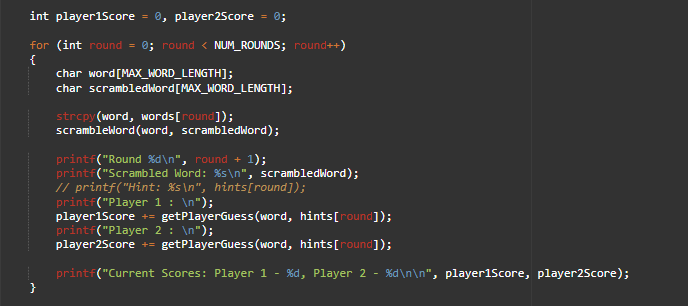 int player1Score = 0, player2Score = 0;
for (int round = 0; round < NUM_ROUNDS; round++)
{
char word[MAX_WORD_LENGTH];
char scrambledWord[MAX_WORD_LENGTH];
strcpy(word, words[round]);
scrambleWord(word, scrambledWord);
printf("Round %d\n", round + 1);
printf("Scrambled Word: %s\n", scrambledWord);
// printf("Hint: %s\n", hints[round]);
printf("Player 1 : \n");
player1Score += getPlayerGuess(word, hints[round]);
printf("Player 2 : \n");
player2Score += getPlayerGuess(word, hints[round]);
printf("Current Scores: Player 1 - %d, Player 2 - %d\n\n", player1Score, player2Score);
}